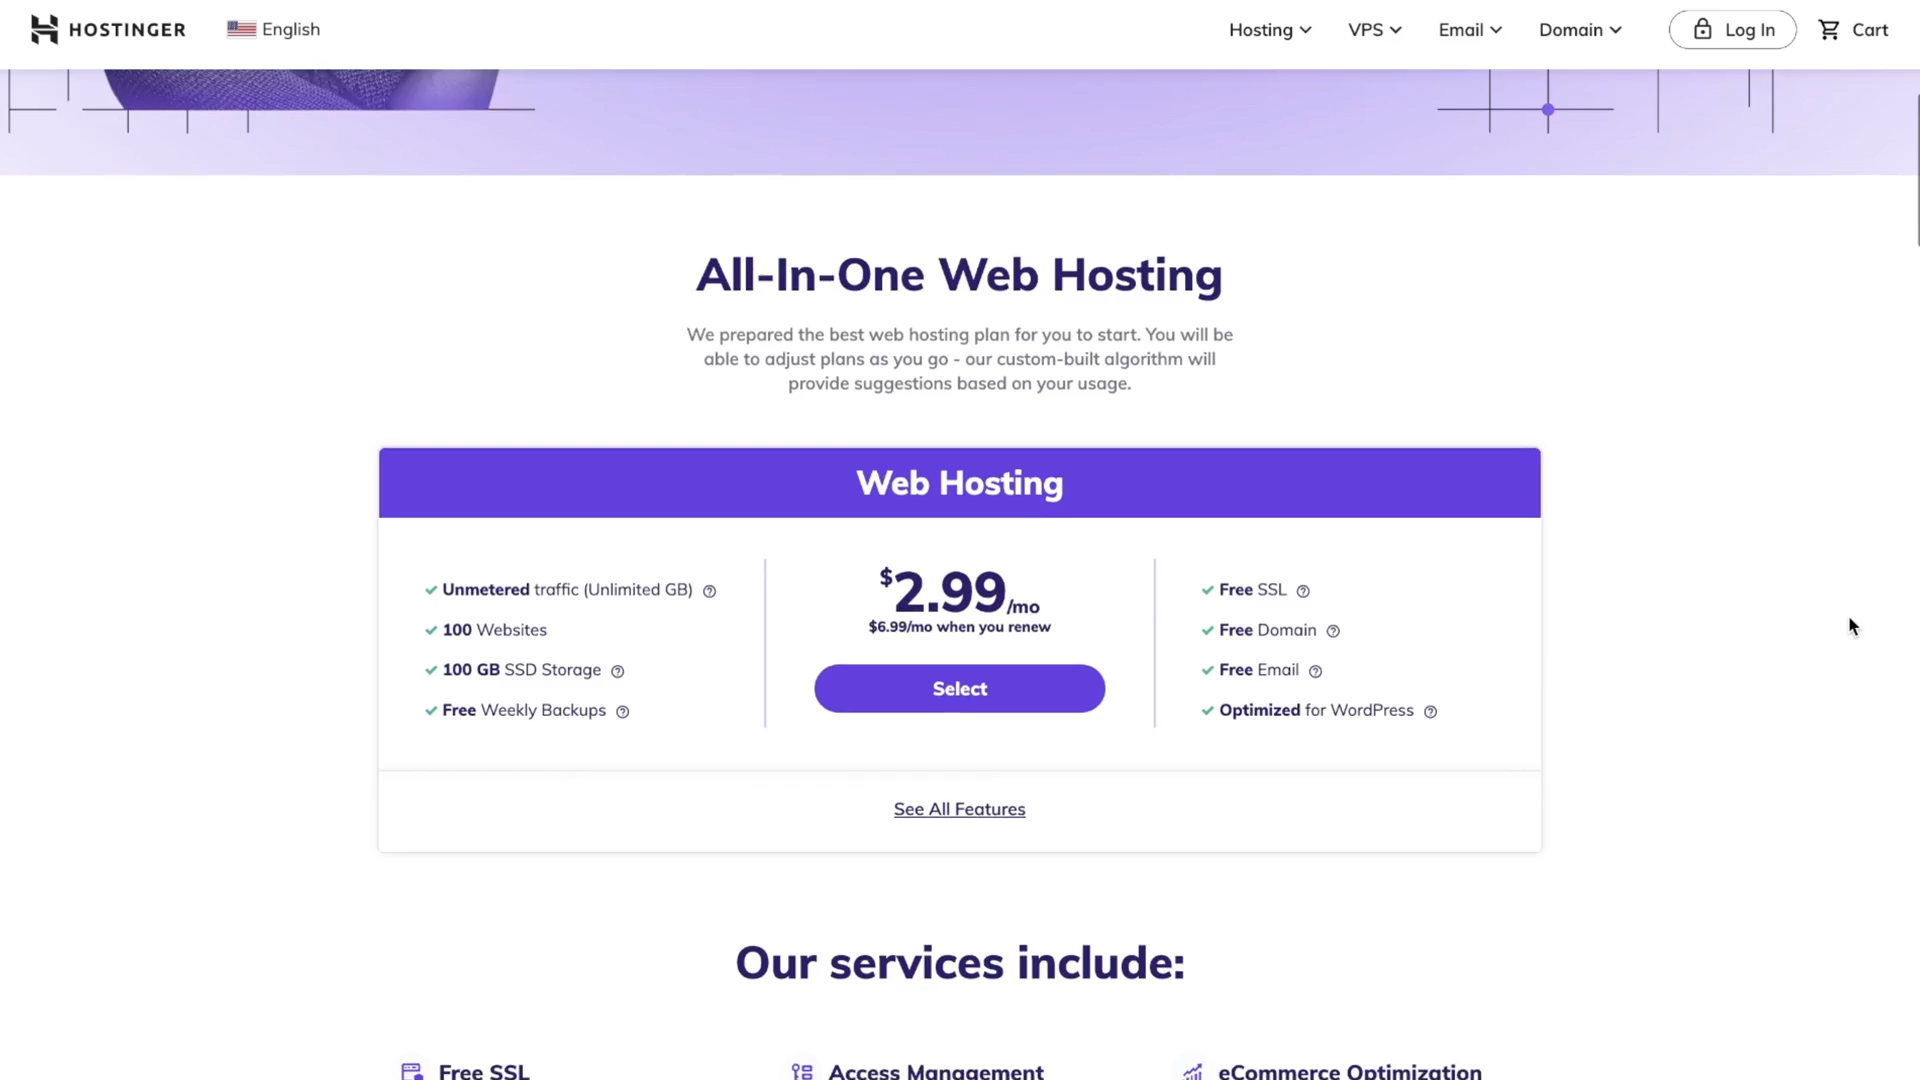 HOSTINGER
English
Hosting
VPS
Email
Domain
Log In
Cart
All-In-One Web Hosting
We prepared the best web hosting plan for you to start. You will be
able to adjust plans as you go - our custom-built algorithm will
provide suggestions based on your usage.
Web Hosting
Unmetered traffic (Unlimited GB)
100 Websites
100 GB SSD Storage
Free Weekly Backups
$2.99/mo
$6.99/mo when you renew
Select
Free SSL
Free Domain
Free Email
Optimized for WordPress
See All Features
Our services include:
Free SSL
Access Management
eCommerce Optimization